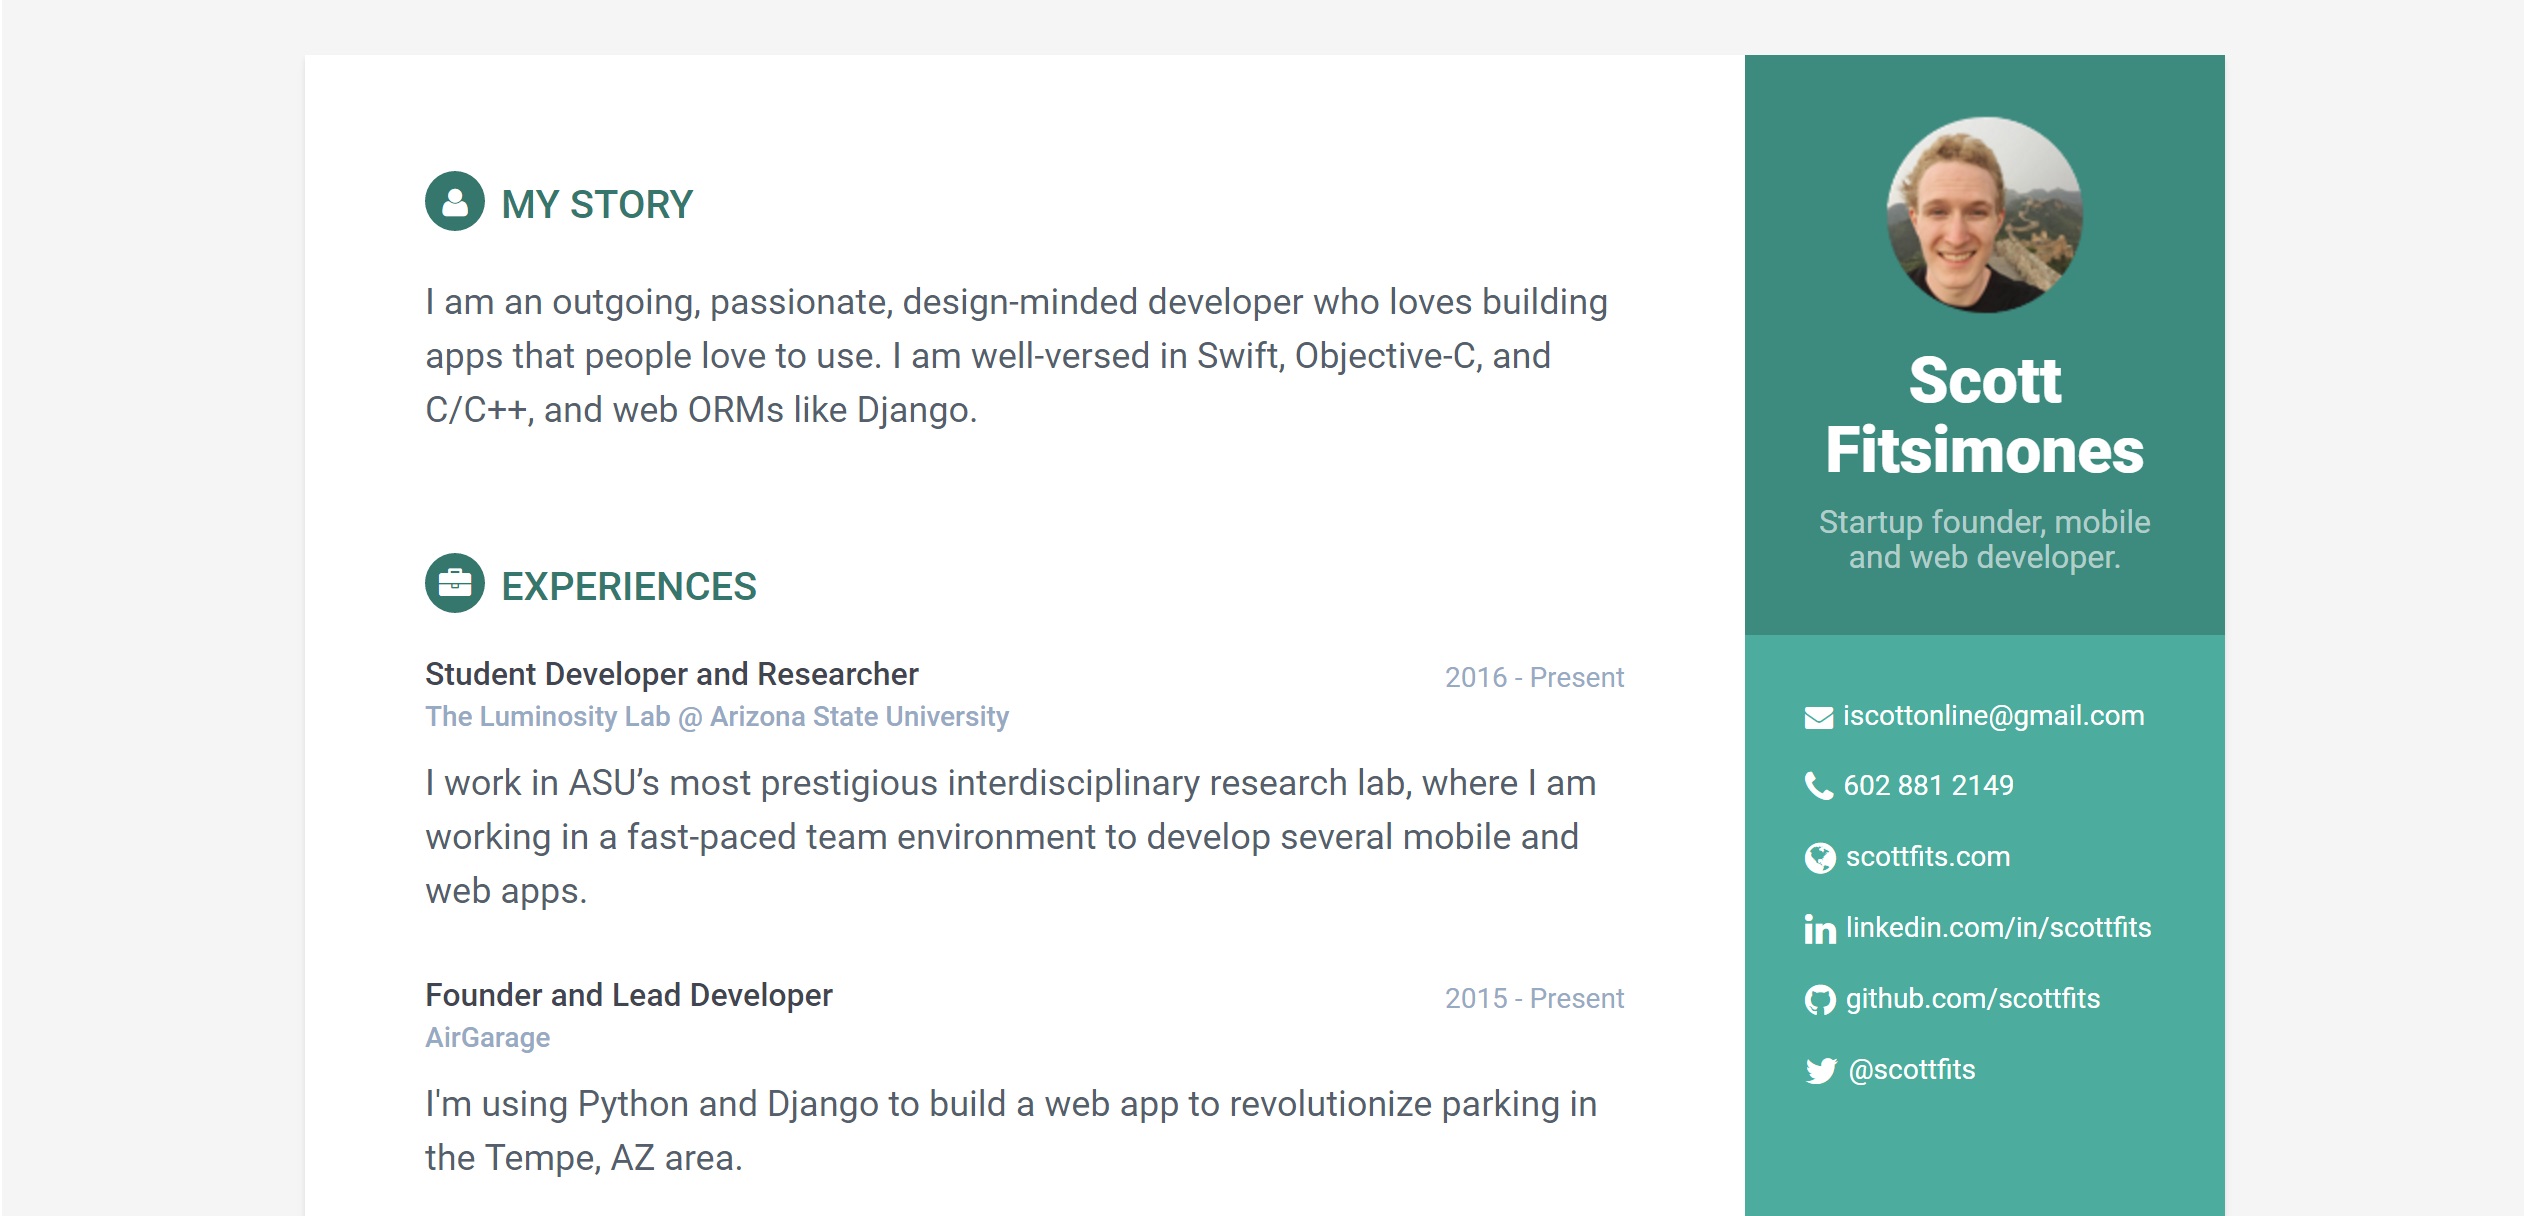 MY STORY
I am an outgoing, passionate, design-minded developer who loves building
apps that people love to use. I am well-versed in Swift, Objective-C, and
C/C++, and web ORMs like Django.
EXPERIENCES
Student Developer and Researcher
2016 - Present
The Luminosity Lab @ Arizona State University
I work in ASU’s most prestigious interdisciplinary research lab, where I am
working in a fast-paced team environment to develop several mobile and
web apps.
Founder and Lead Developer
2015 - Present
AirGarage
I'm using Python and Django to build a web app to revolutionize parking in
the Tempe, AZ area.
Scott
Fitsimones
Startup founder, mobile
and web developer.
iscottonline@gmail.com
602 881 2149
scottfits.com
linkedin.com/in/scottfits
github.com/scottfits
@scottfits